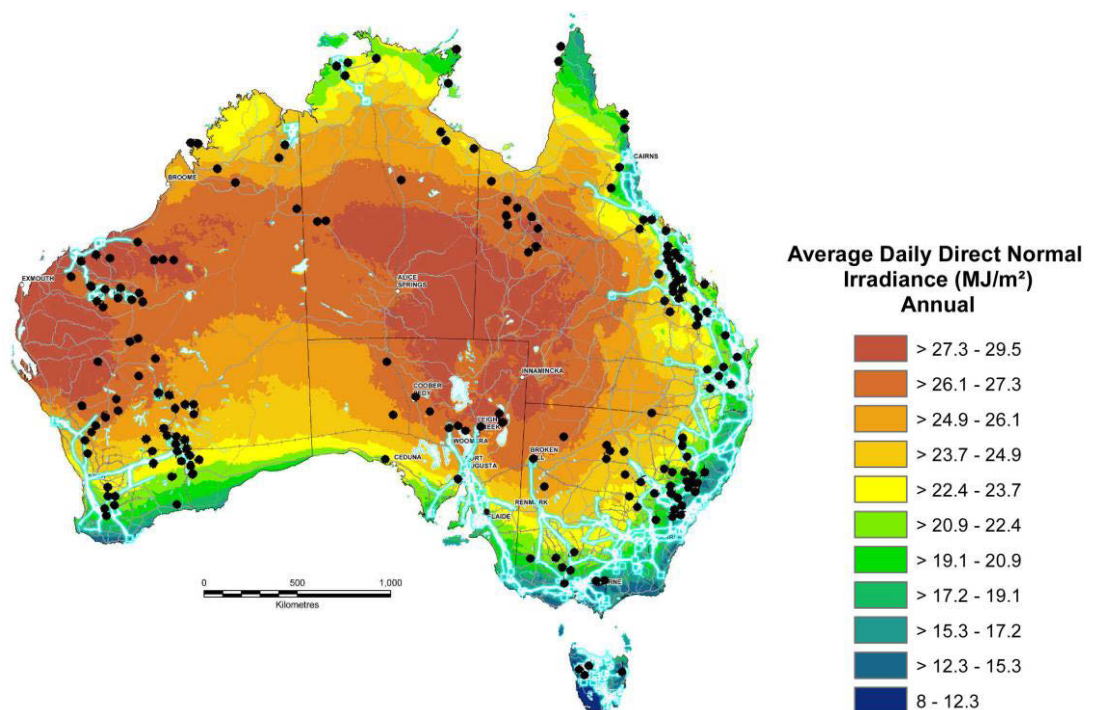 CAIRNS
BROOME
EXMOUTH
ALICE
SPRINGS
INNAMINCKA
COOBER
LEIGH
WOOMERA
BROKEN
CEDUNA
0 500 1,000
Kilometres
Average Daily Direct Normal
Irradiance (MJ/m²)
Annual
> 27.3 - 29.5
> 26.1 - 27.3
> 24.9 - 26.1
> 23.7 - 24.9
> 22.4 - 23.7
> 20.9 - 22.4
> 19.1 - 20.9
> 17.2 - 19.1
> 15.3 - 17.2
> 12.3 - 15.3
8 - 12.3